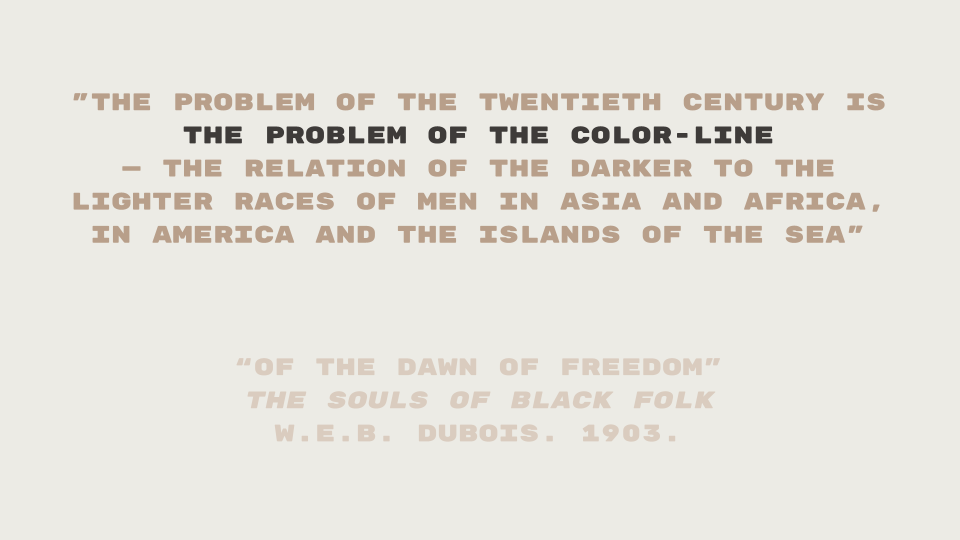 "THE PROBLEM OF THE TWENTIETH CENTURY IS
THE PROBLEM OF THE COLOR-LINE
— THE RELATION OF THE DARKER TO THE
LIGHTER RACES OF MEN IN ASIA AND AFRICA,
IN AMERICA AND THE ISLANDS OF THE SEA"
“OF THE DAWN OF FREEDOM”
THE SOULS OF BLACK FOLK
W.E.B. DUBOIS. 1903.